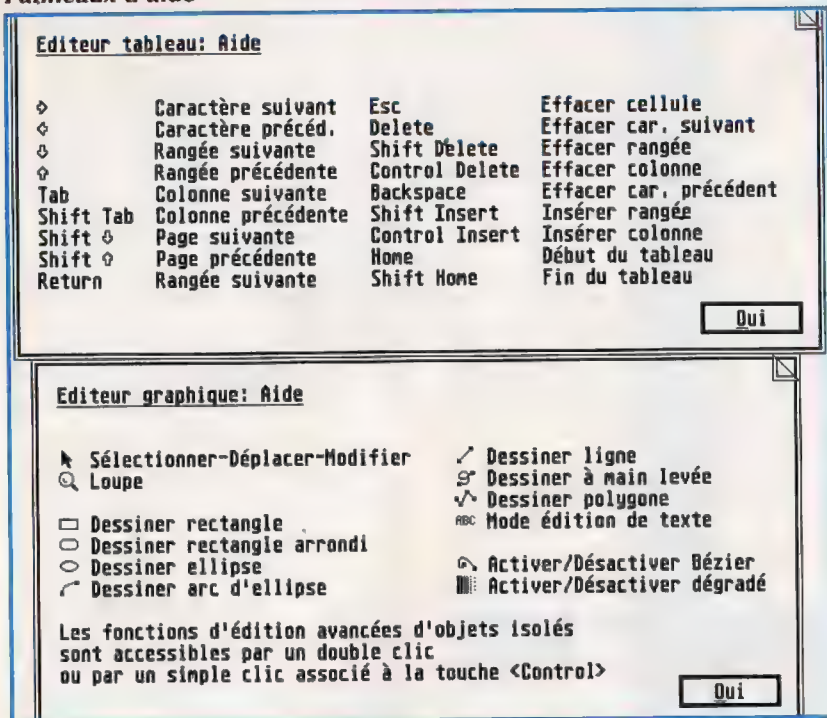 Editeur tableau: Aide
⇨ Caractère suivant Esc Effacer cellule
⇦ Caractère précéd. Delete Effacer car. suivant
⇩ Rangée suivante Shift Delete Effacer rangée
⇧ Rangée précédente Control Delete Effacer colonne
Tab Colonne suivante Backspace Effacer car. précédent
Shift Tab Colonne précédente Shift Insert Insérer rangée
Shift ⇩ Page suivante Control Insert Insérer colonne
Shift ⇧ Page précédente Home Début du tableau
Return Rangée suivante Shift Home Fin du tableau
Oui
Editeur graphique: Aide
Sélectionner-Déplacer-Modifier Dessiner ligne
Loupe Dessiner à main levée
Dessiner polygone
Dessiner rectangle ABC Mode édition de texte
Dessiner rectangle arrondi
Dessiner ellipse Activer/Désactiver Bézier
Dessiner arc d'ellipse Activer/Désactiver dégradé
Les fonctions d'édition avancées d'objets isolés
sont accessibles par un double clic
ou par un simple clic associé à la touche <Control>
Oui